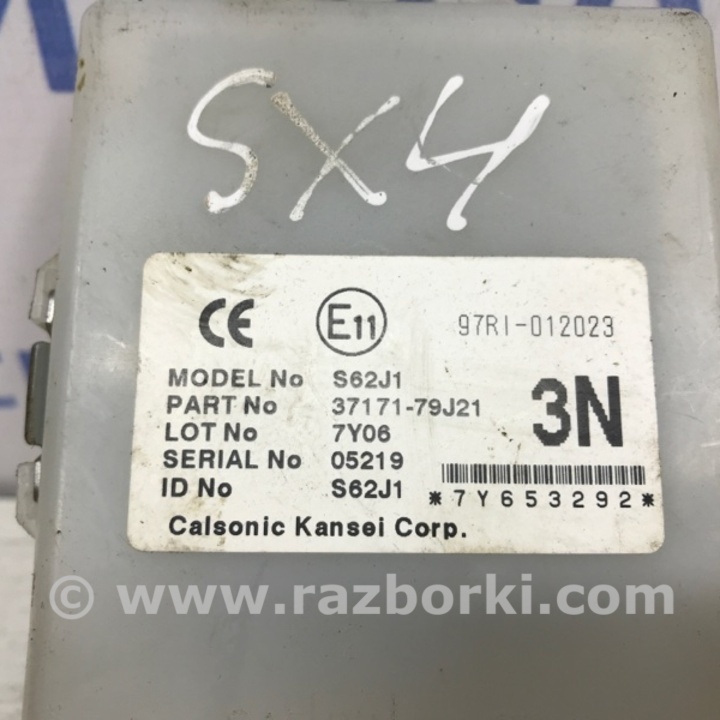 SX4
CE E11 97RI-012023
MODEL No S62J1
PART No 37171-79J21 3N
LOT No 7Y06
SERIAL No 05219
ID No S62J1 *7Y653292*
Calsonic Kansei Corp.
© www.razborki.com